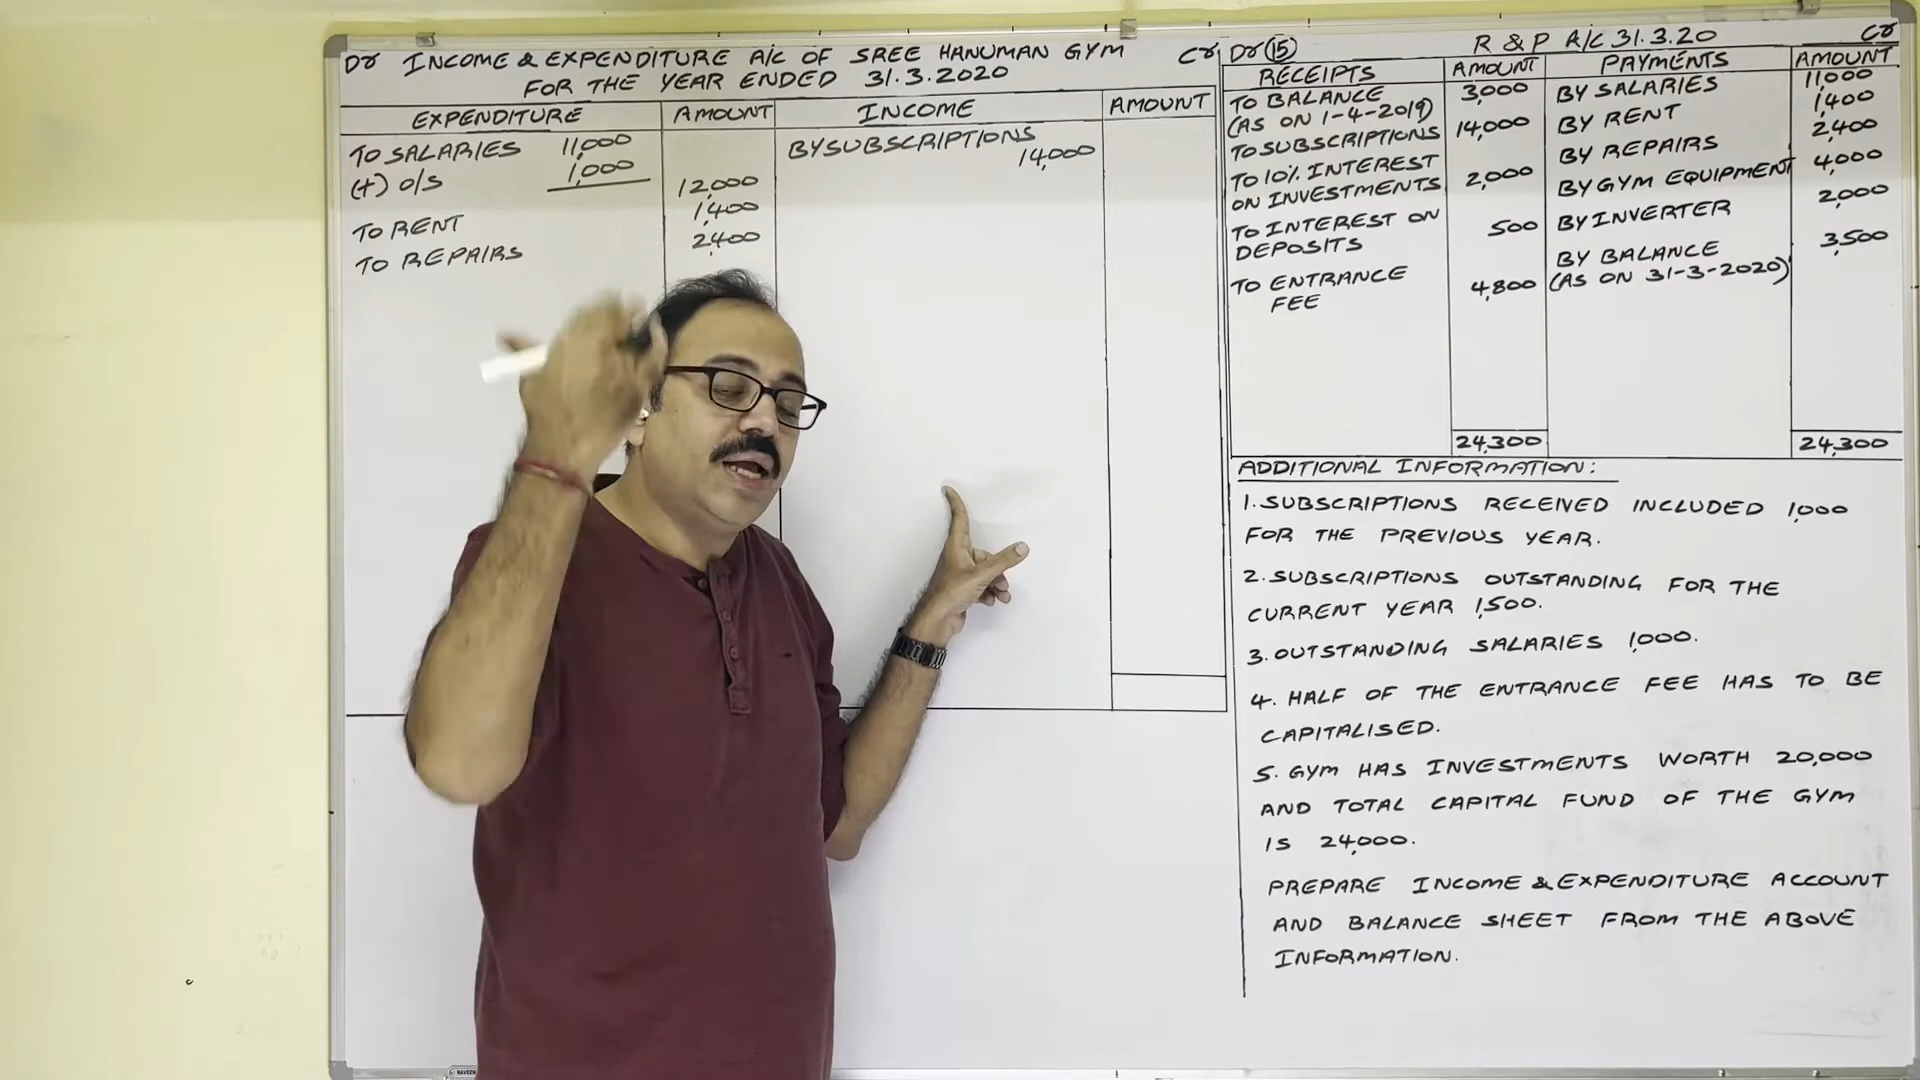 Dr INCOME & EXPENDITURE A/C OF SREE HANUMAN GYM Cr
FOR THE YEAR ENDED 31.3.2020
EXPENDITURE AMOUNT INCOME AMOUNT
TO SALARIES 11,000
(+) O/S 1,000 12,000
TO RENT 1,400
TO REPAIRS 2,400
BY SUBSCRIPTIONS
14,000
Dr (15) R & P A/C 31.3.20 Cr
RECEIPTS AMOUNT PAYMENTS AMOUNT
TO BALANCE 3,000 BY SALARIES 11,000
(AS ON 1-4-2019)
TO SUBSCRIPTIONS 14,000 BY RENT 1,400
TO 10% INTEREST BY REPAIRS 2,400
ON INVESTMENTS 2,000 BY GYM EQUIPMENT 4,000
TO INTEREST ON 500 BY INVERTER 2,000
DEPOSITS
BY BALANCE 3,500
TO ENTRANCE 4,800 (AS ON 31-3-2020)
FEE
24,300 24,300
ADDITIONAL INFORMATION:
1. SUBSCRIPTIONS RECEIVED INCLUDED 1,000
FOR THE PREVIOUS YEAR.
2. SUBSCRIPTIONS OUTSTANDING FOR THE
CURRENT YEAR 1,500.
3. OUTSTANDING SALARIES 1,000.
4. HALF OF THE ENTRANCE FEE HAS TO BE
CAPITALISED.
5. GYM HAS INVESTMENTS WORTH 20,000
AND TOTAL CAPITAL FUND OF THE GYM
IS 24,000.
PREPARE INCOME & EXPENDITURE ACCOUNT
AND BALANCE SHEET FROM THE ABOVE
INFORMATION.